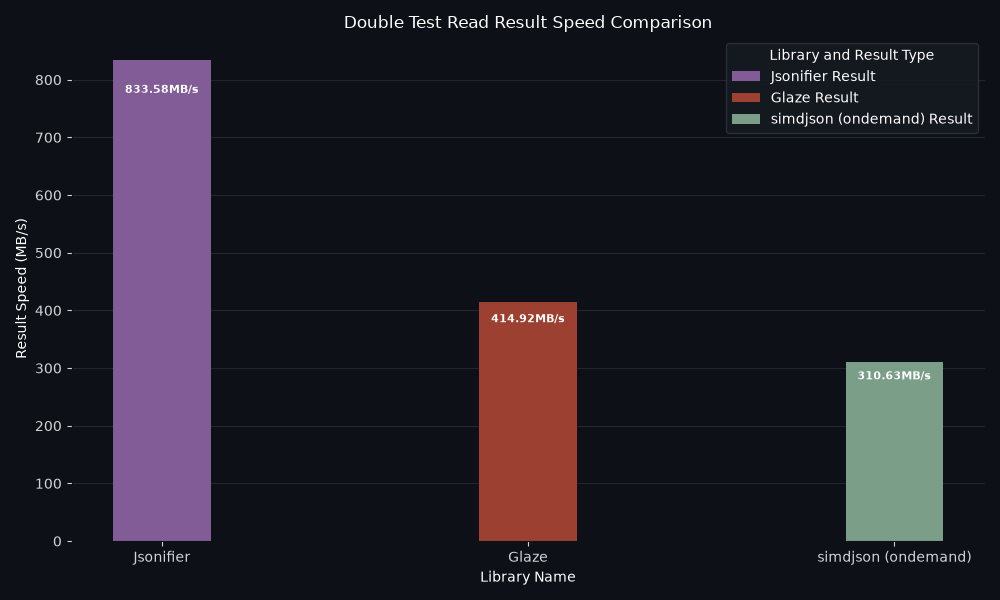 Double Test Read Result Speed Comparison
Library and Result Type
Jsonifier Result
Glaze Result
simdjson (ondemand) Result
Result Speed (MB/s)
800
700
600
500
400
300
200
100
0
833.58MB/s
414.92MB/s
310.63MB/s
Jsonifier
Glaze
simdjson (ondemand)
Library Name